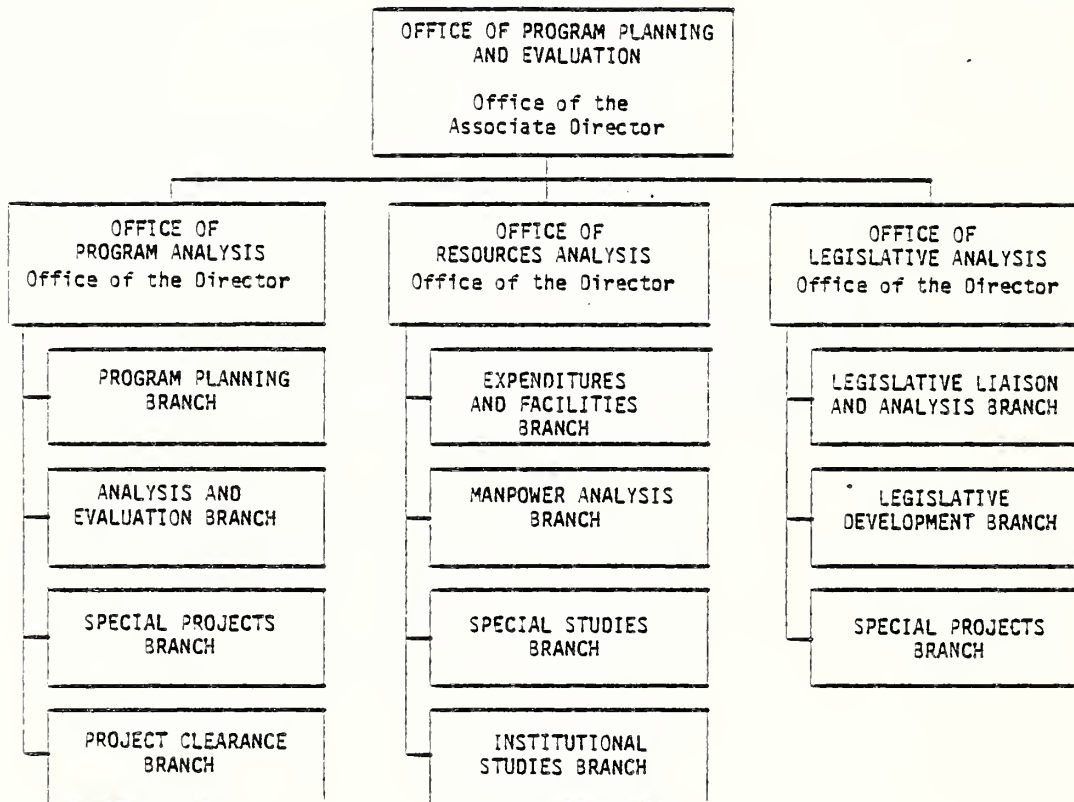 OFFICE OF PROGRAM PLANNING
AND EVALUATION
Office of the
Associate Director
OFFICE OF
PROGRAM ANALYSIS
Office of the Director
OFFICE OF
RESOURCES ANALYSIS
Office of the Director
OFFICE OF
LEGISLATIVE ANALYSIS
Office of the Director
PROGRAM PLANNING
BRANCH
EXPENDITURES
AND FACILITIES
BRANCH
LEGISLATIVE LIAISON
AND ANALYSIS BRANCH
ANALYSIS AND
EVALUATION BRANCH
MANPOWER ANALYSIS
BRANCH
LEGISLATIVE
DEVELOPMENT BRANCH
SPECIAL PROJECTS
BRANCH
SPECIAL STUDIES
BRANCH
SPECIAL PROJECTS
BRANCH
PROJECT CLEARANCE
BRANCH
INSTITUTIONAL
STUDIES BRANCH